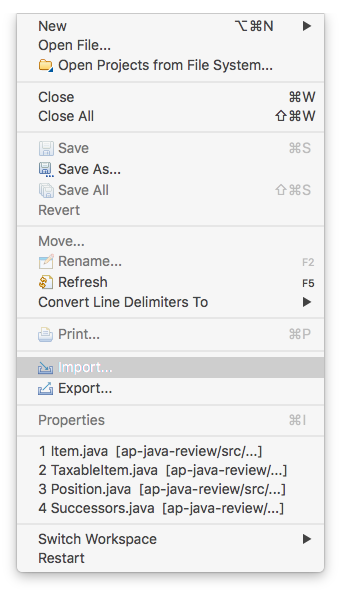 New ⌥⌘N ▶
Open File...
Open Projects from File System...
Close ⌘W
Close All ⇧⌘W
Save ⌘S
Save As...
Save All ⇧⌘S
Revert
Move...
Rename... F2
Refresh F5
Convert Line Delimiters To ▶
Print... ⌘P
Import...
Export...
Properties ⌘I
1 Item.java [ap-java-review/src/...]
2 TaxableItem.java [ap-java-review/...]
3 Position.java [ap-java-review/src/...]
4 Successors.java [ap-java-review/...]
Switch Workspace ▶
Restart